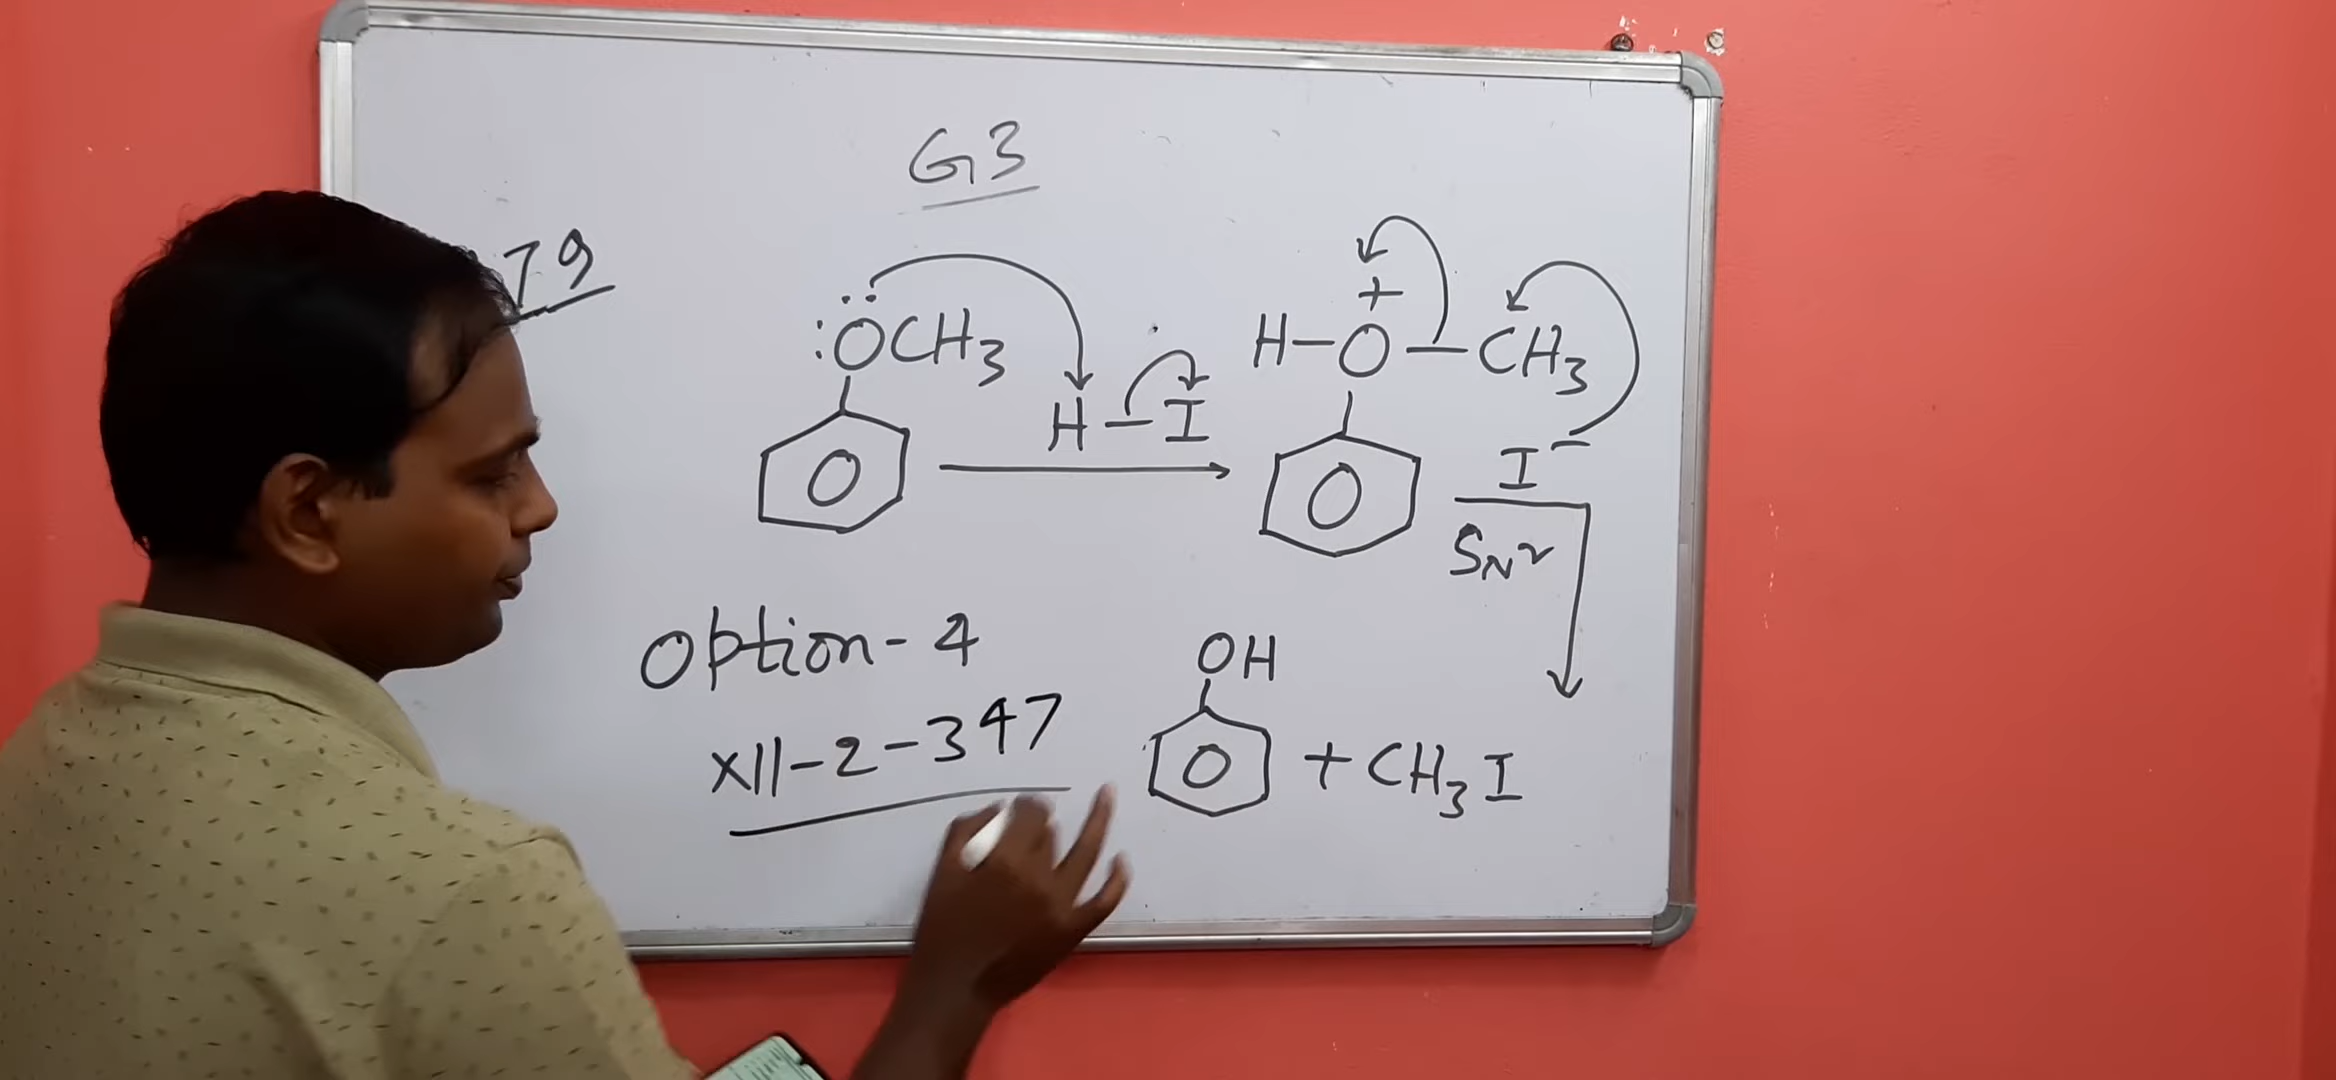 G3
79
:ÖCH3
H-I
H-O-CH3
+
I⁻
SN2
Option-4
OH
XII-2-347
+ CH3I